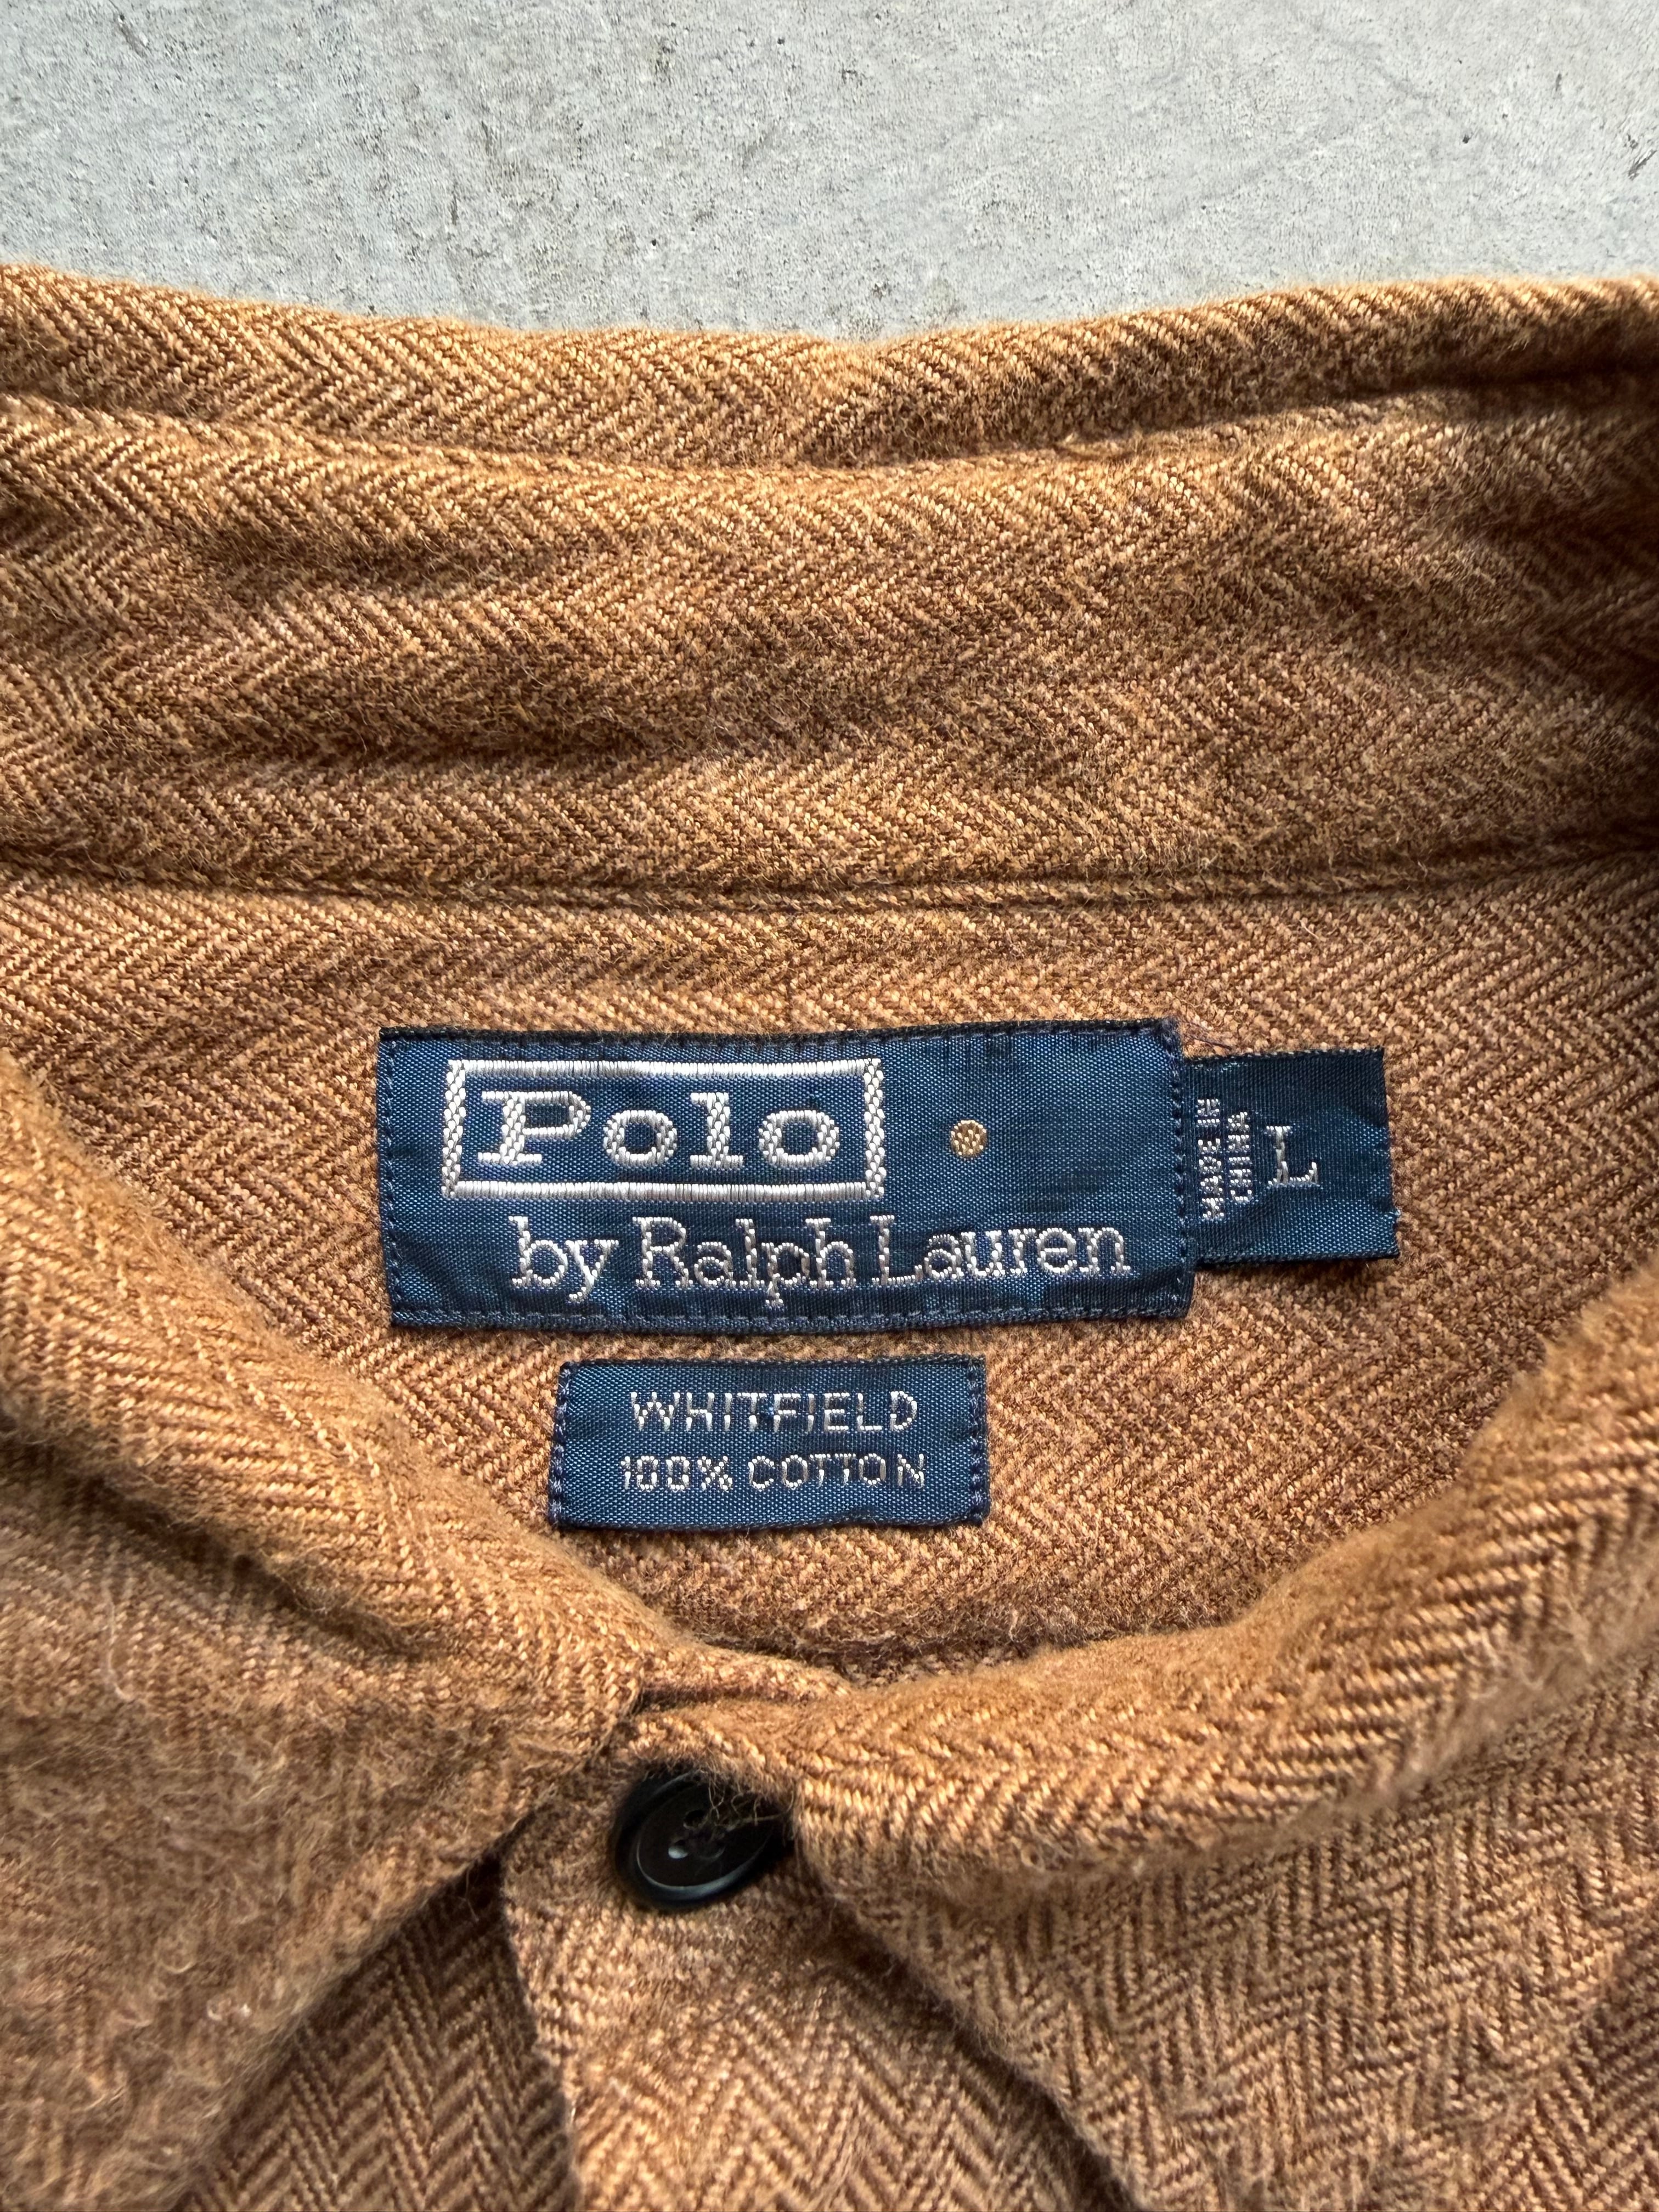 Polo
by Ralph Lauren
MADE IN
CHINA
L
WHITFIELD
100% COTTON